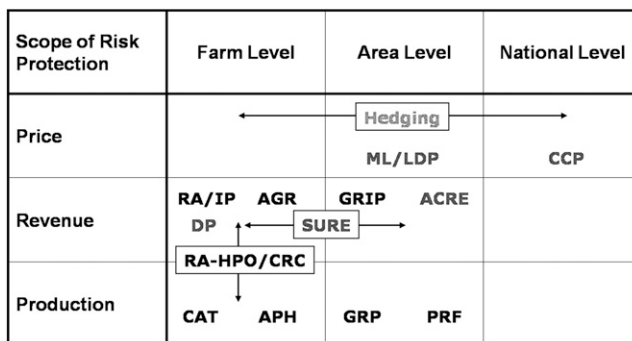 Scope of Risk
Protection
Farm Level
Area Level
National Level
Price
Hedging
ML/LDP
CCP
Revenue
RA/IP
AGR
GRIP
ACRE
DP
SURE
RA-HPO/CRC
Production
CAT
APH
GRP
PRF